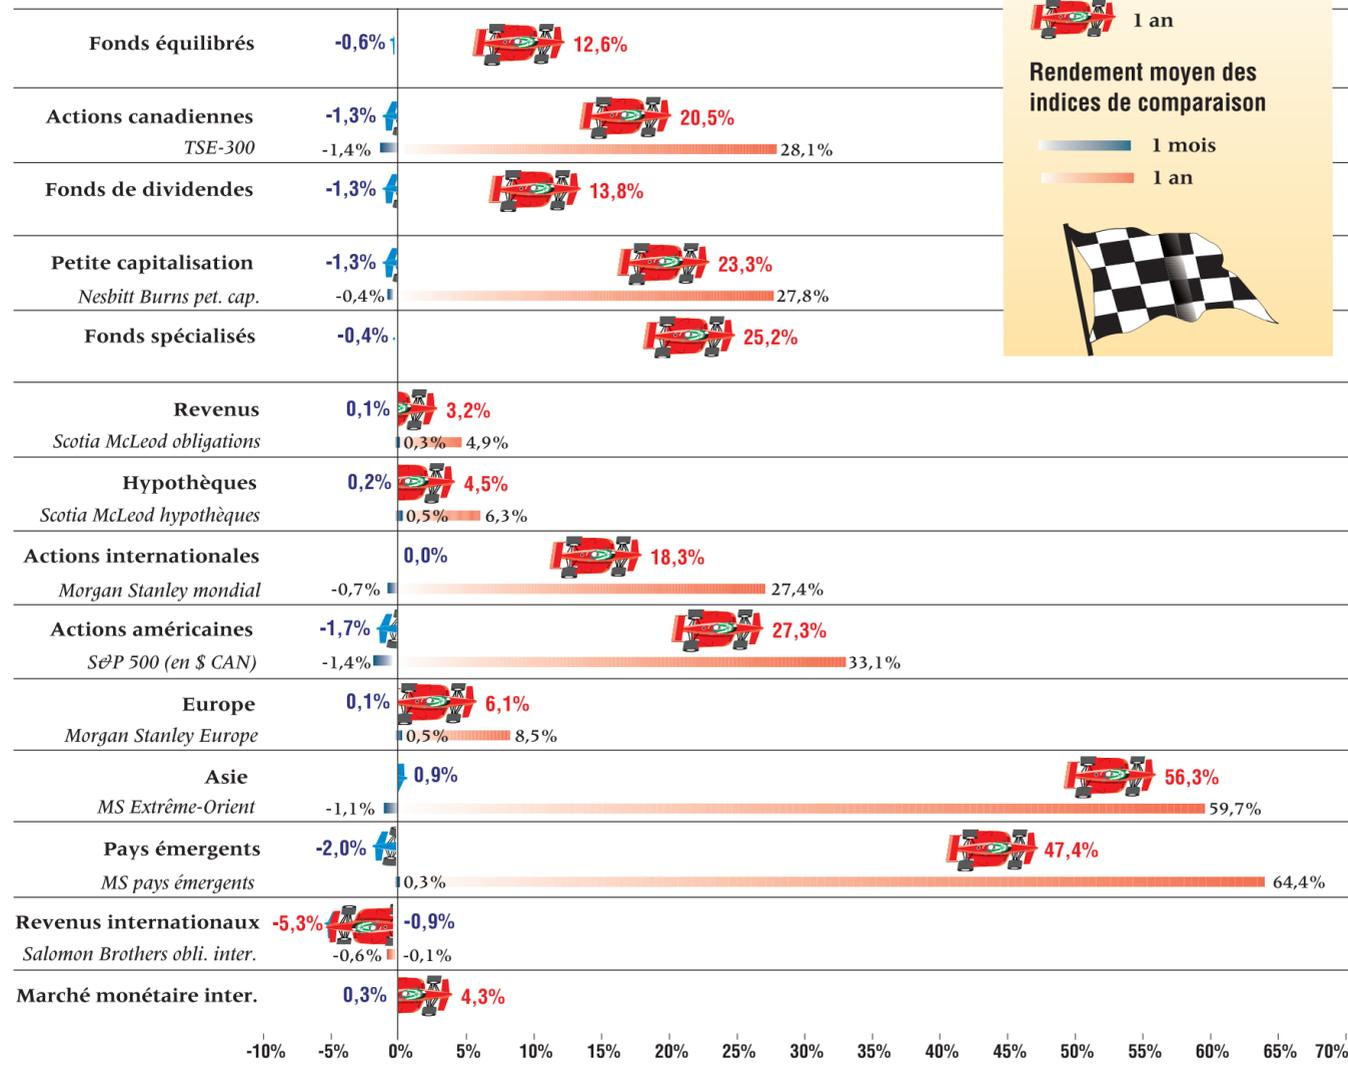 Fonds équilibrés -0,6% 12,6%
1 an
Rendement moyen des
indices de comparaison
1 mois
1 an
Actions canadiennes -1,3% 20,5%
TSE-300 -1,4% 28,1%
Fonds de dividendes -1,3% 13,8%
Petite capitalisation -1,3% 23,3%
Nesbitt Burns pet. cap. -0,4% 27,8%
Fonds spécialisés -0,4% 25,2%
Revenus 0,1% 3,2%
Scotia McLeod obligations 0,3% 4,9%
Hypothèques 0,2% 4,5%
Scotia McLeod hypothèques 0,5% 6,3%
Actions internationales 0,0% 18,3%
Morgan Stanley mondial -0,7% 27,4%
Actions américaines -1,7% 27,3%
S&P 500 (en $ CAN) -1,4% 33,1%
Europe 0,1% 6,1%
Morgan Stanley Europe 0,5% 8,5%
Asie 0,9% 56,3%
MS Extrême-Orient -1,1% 59,7%
Pays émergents -2,0% 47,4%
MS pays émergents 0,3% 64,4%
Revenus internationaux -5,3% -0,9%
Salomon Brothers obli. inter. -0,6% -0,1%
Marché monétaire inter. 0,3% 4,3%
-10% -5% 0% 5% 10% 15% 20% 25% 30% 35% 40% 45% 50% 55% 60% 65% 70%